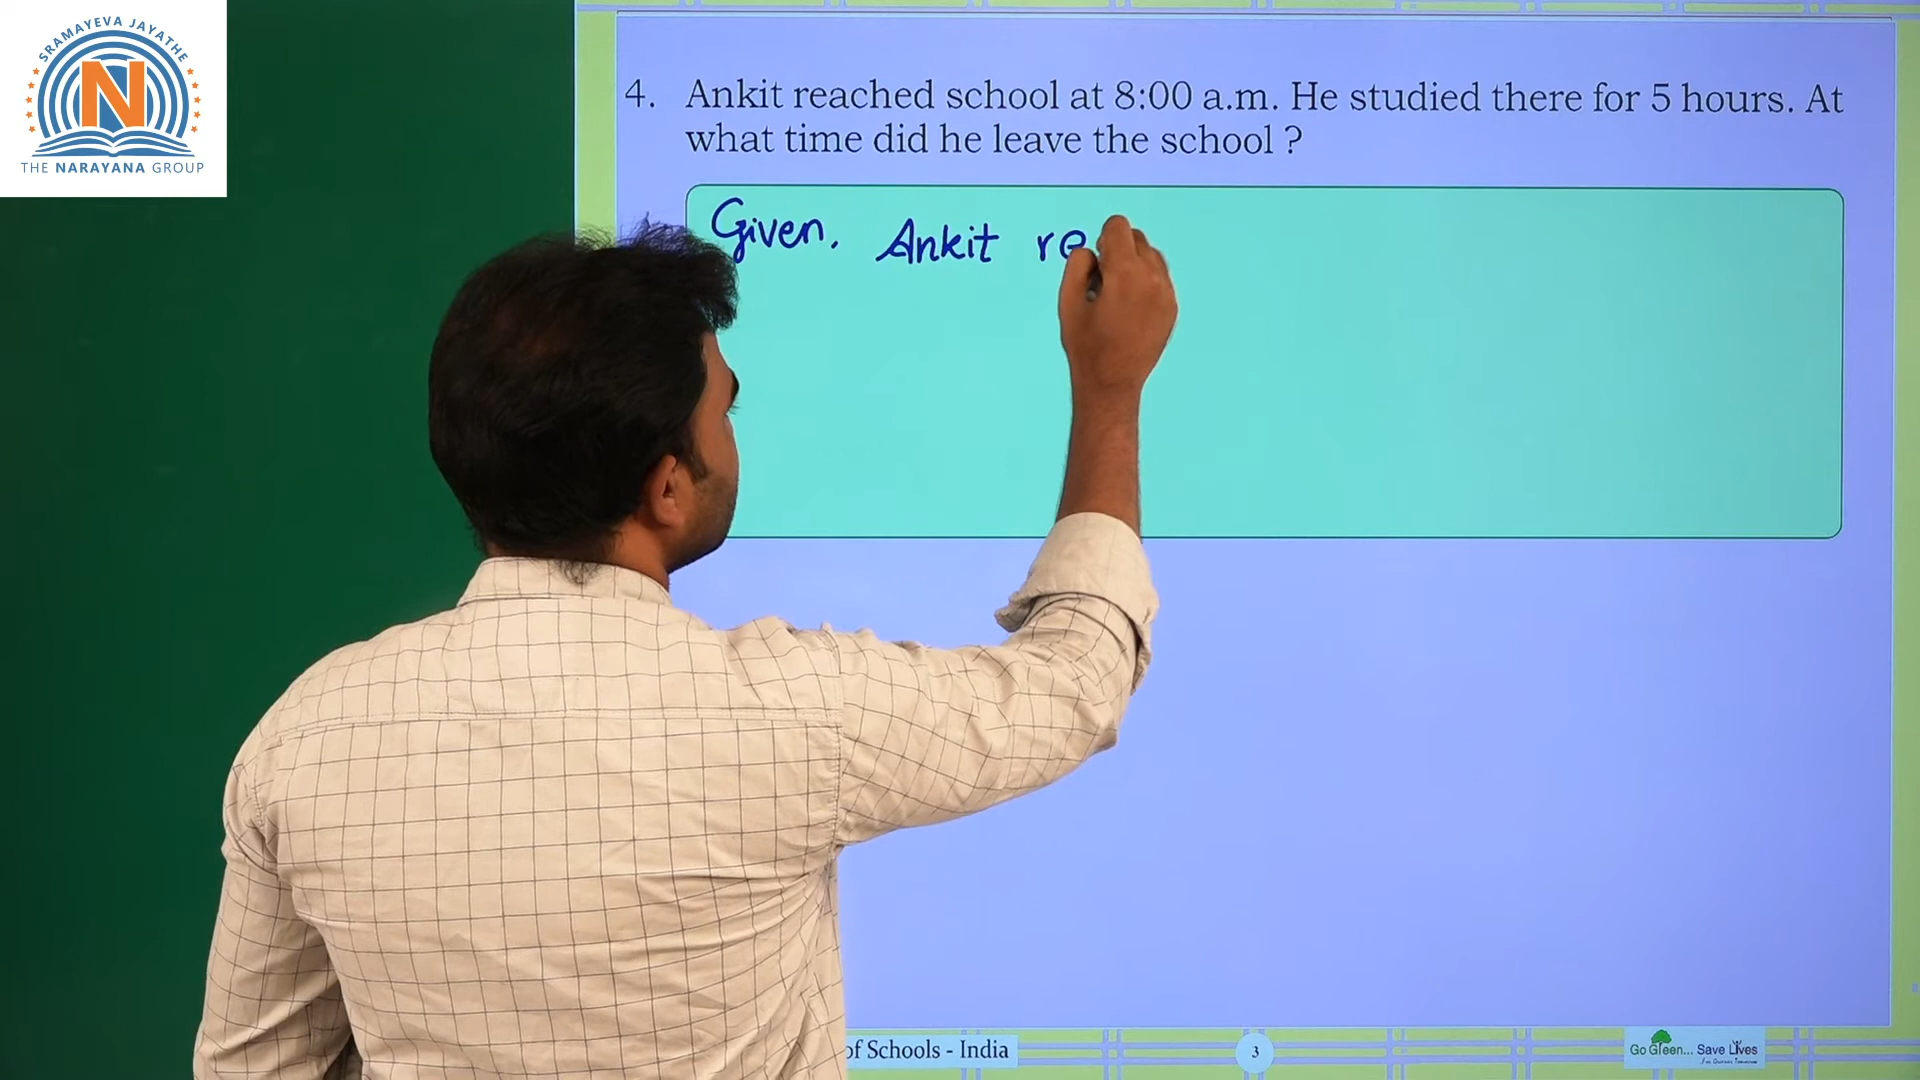 SRAMAYEVA JAYATHE
N
THE NARAYANA GROUP
4. Ankit reached school at 8:00 a.m. He studied there for 5 hours. At
what time did he leave the school ?
Given, Ankit re
of Schools - India
3
Go Green... Save Lives